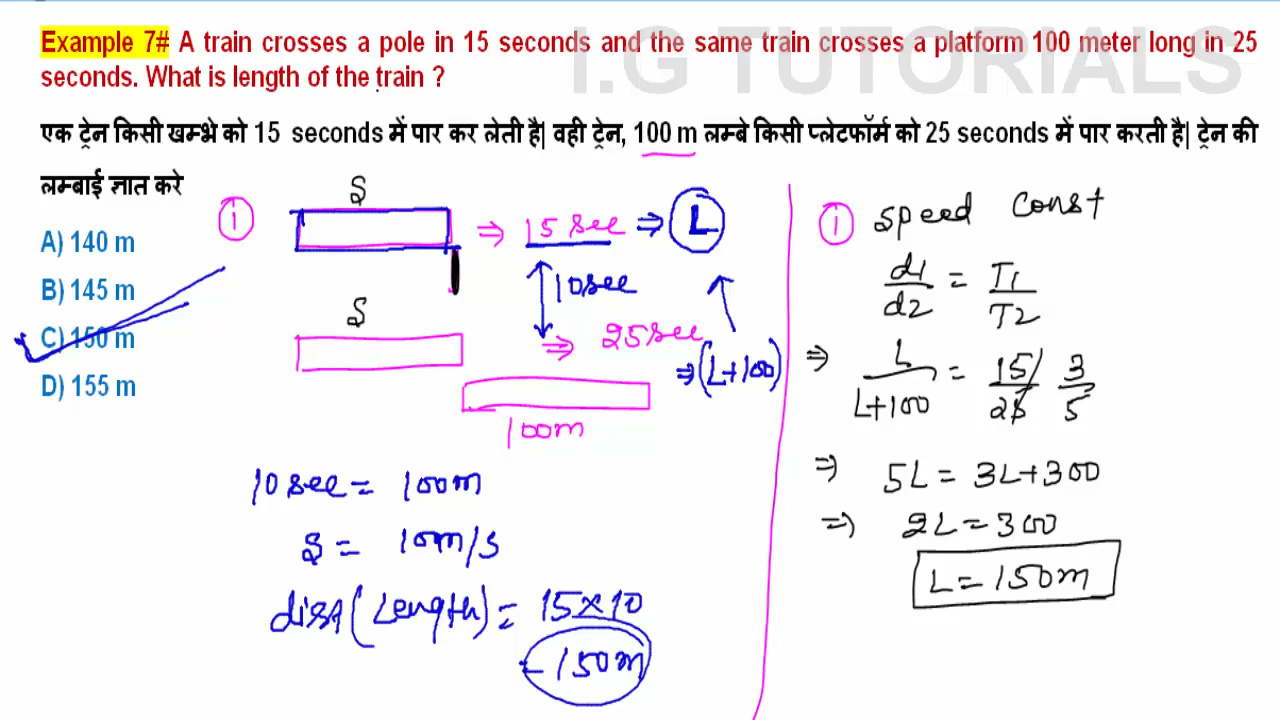 Example 7# A train crosses a pole in 15 seconds and the same train crosses a platform 100 meter long in 25
seconds. What is length of the train ?
I.G TUTORIALS
एक ट्रेन किसी खम्भे को 15 seconds में पार कर लेती है| वही ट्रेन, 100 m लम्बे किसी प्लेटफॉर्म को 25 seconds में पार करती है| ट्रेन की
लम्बाई ज्ञात करे
A) 140 m
B) 145 m
C) 150 m
D) 155 m
1
S
⇒ 15 sec ⇒ L
10sec
S
⇒ 25sec
⇒ (L+100)
100m
10 sec = 100m
S = 10m/s
dist (Length) = 15×10
= 150m
1 speed const
d1/d2 = T1/T2
⇒ L/L+100 = 15/25 3/5
⇒ 5L = 3L+300
⇒ 2L = 300
L = 150m